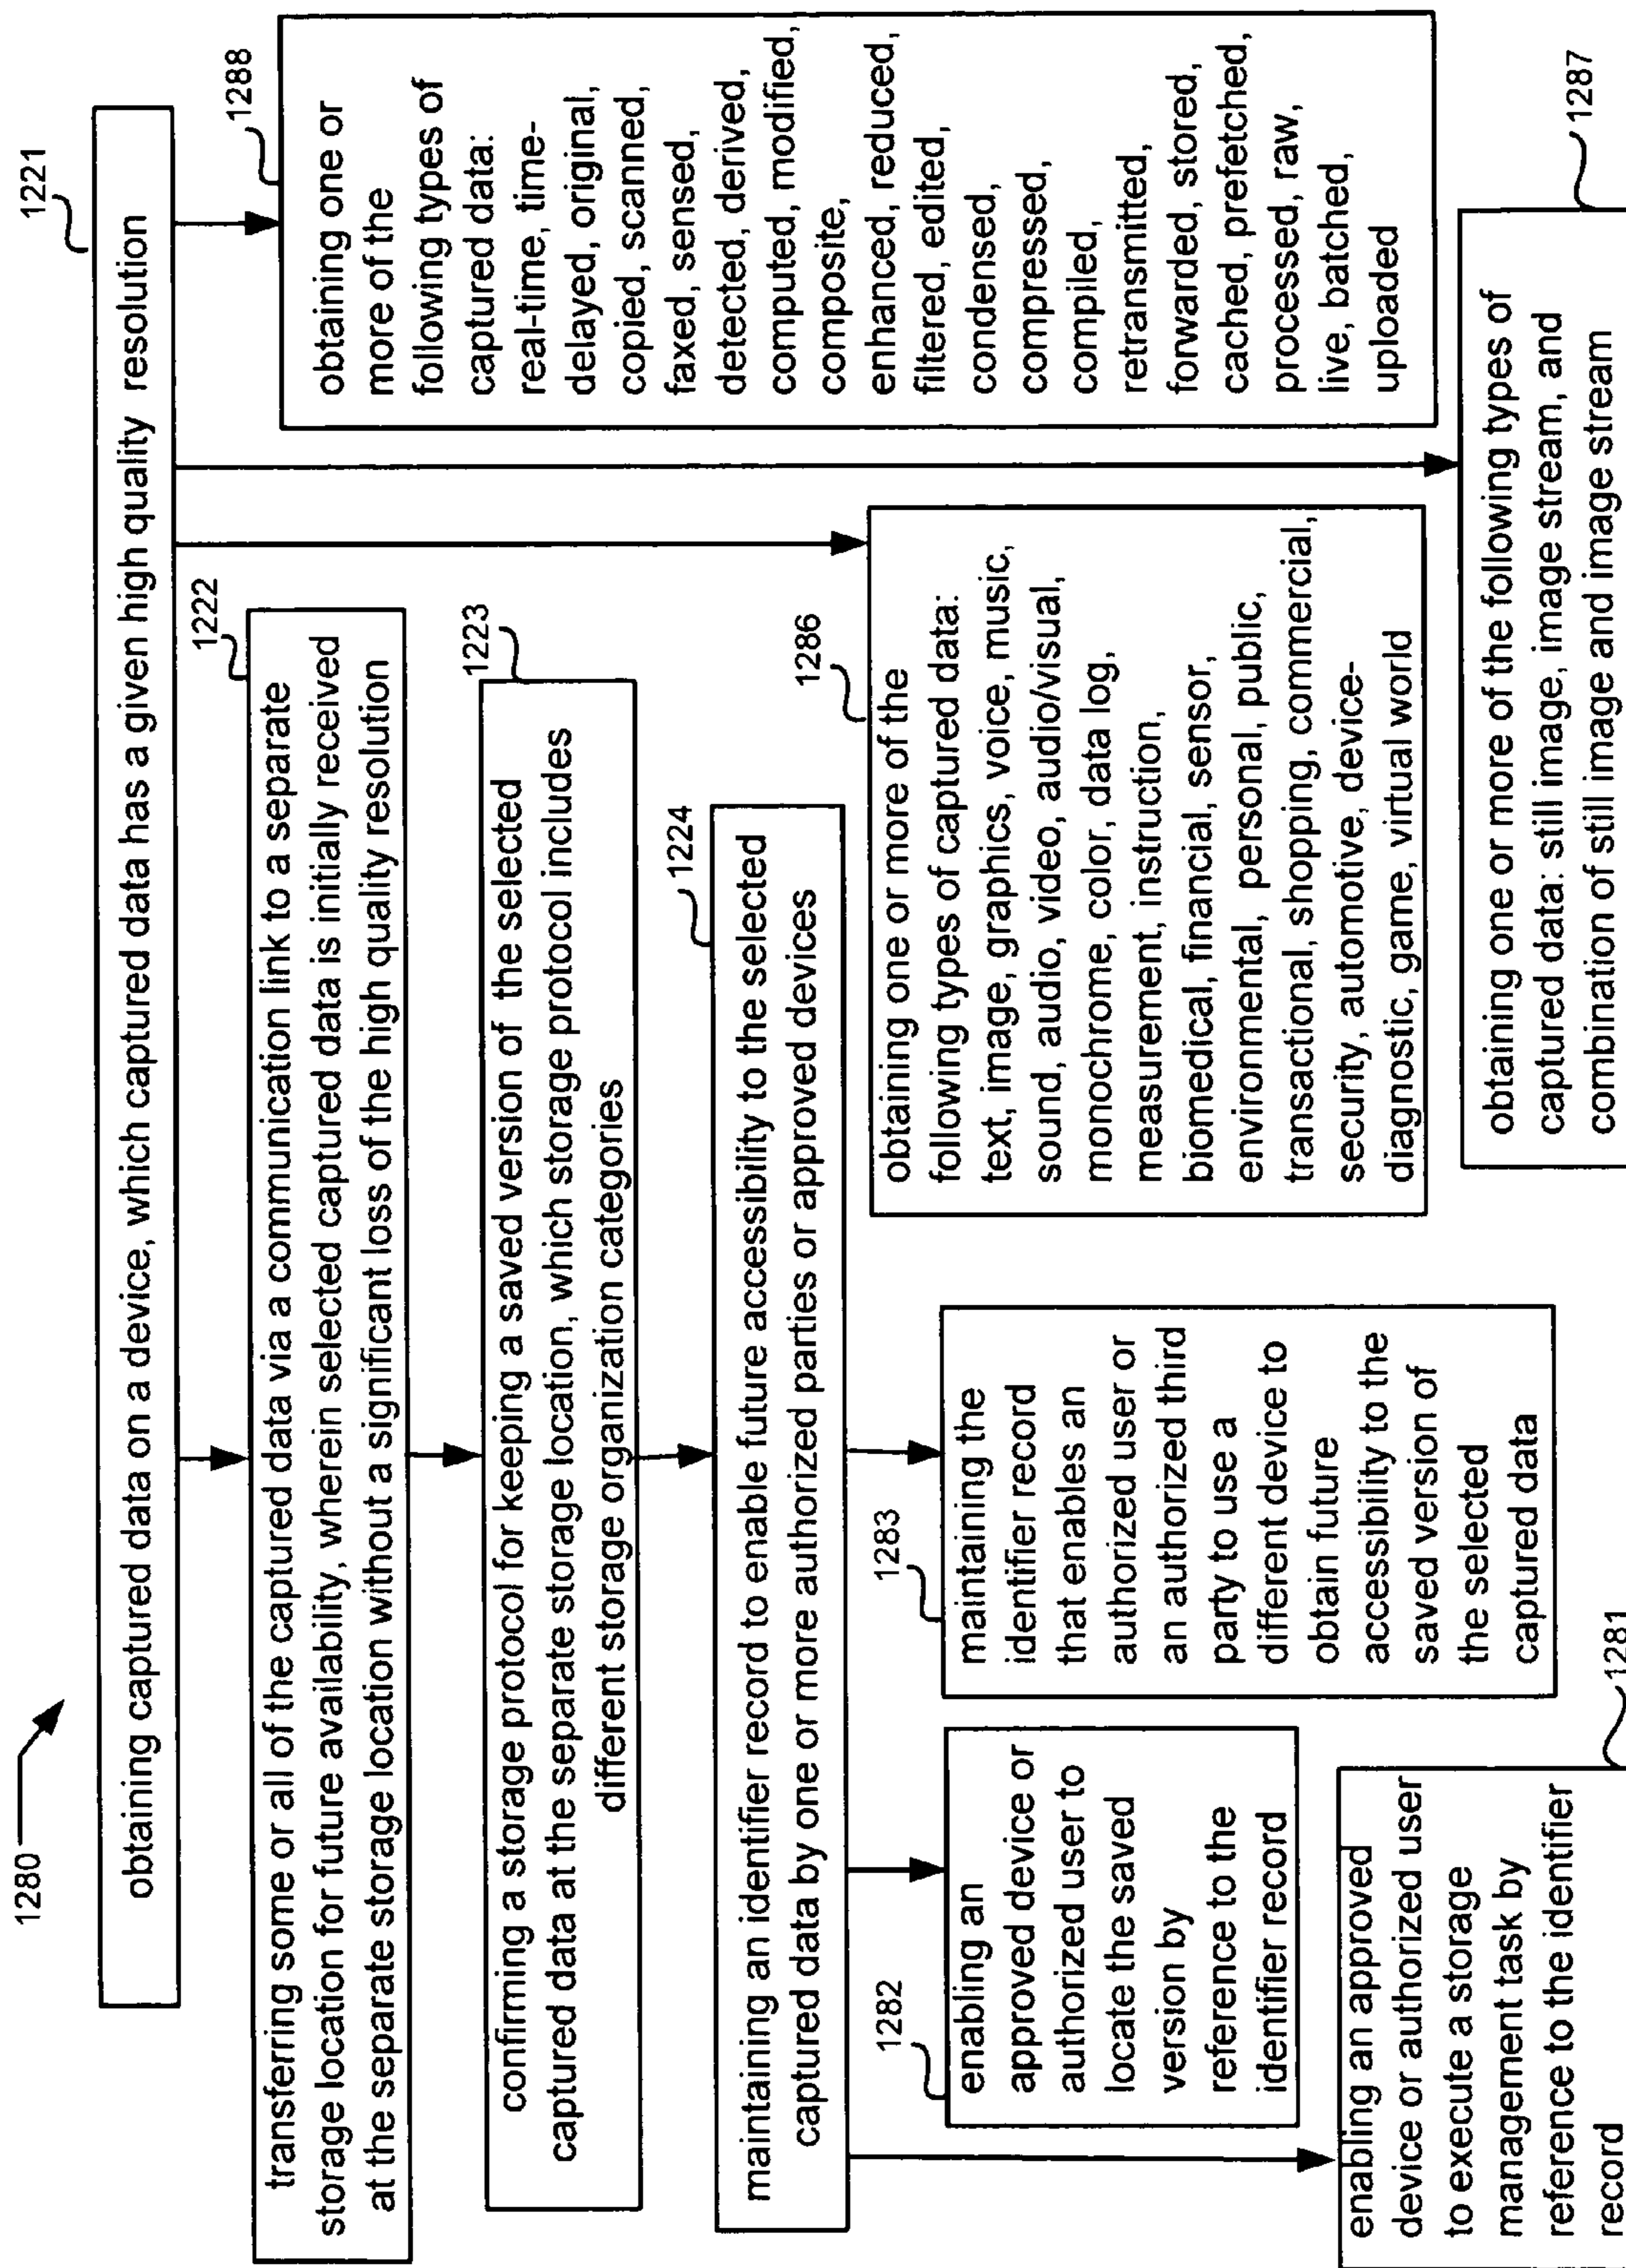 1280
1221
obtaining captured data on a device, which captured data has a given high quality resolution
1222
transferring some or all of the captured data via a communication link to a separate
storage location for future availability, wherein selected captured data is initially received
at the separate storage location without a significant loss of the high quality resolution
1223
confirming a storage protocol for keeping a saved version of the selected
captured data at the separate storage location, which storage protocol includes
different storage organization categories
1224
maintaining an identifier record to enable future accessibility to the selected
captured data by one or more authorized parties or approved devices
1288
obtaining one or
more of the
following types of
captured data:
real-time, time-
delayed, original,
copied, scanned,
faxed, sensed,
detected, derived,
computed, modified,
composite,
enhanced, reduced,
filtered, edited,
condensed,
compressed,
compiled,
retransmitted,
forwarded, stored,
cached, prefetched,
processed, raw,
live, batched,
uploaded
1286
obtaining one or more of the
following types of captured data:
text, image, graphics, voice, music,
sound, audio, video, audio/visual,
monochrome, color, data log,
measurement, instruction,
biomedical, financial, sensor,
environmental, personal, public,
transactional, shopping, commercial,
security, automotive, device-
diagnostic, game, virtual world
1287
obtaining one or more of the following types of
captured data: still image, image stream, and
combination of still image and image stream
1283
maintaining the
identifier record
that enables an
authorized user or
an authorized third
party to use a
different device to
obtain future
accessibility to the
saved version of
the selected
captured data
1282
enabling an
approved device or
authorized user to
locate the saved
version by
reference to the
identifier record
1281
enabling an approved
device or authorized user
to execute a storage
management task by
reference to the identifier
record